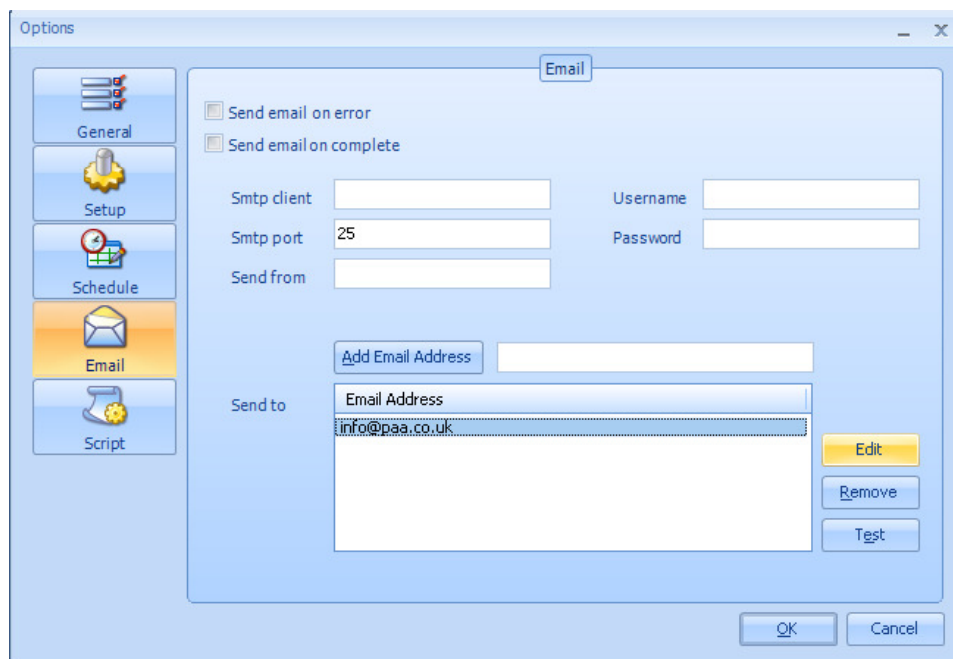 Options
General
Setup
Schedule
Email
Script
Email
Send email on error
Send email on complete
Smtp client
Username
Smtp port 25
Password
Send from
Add Email Address
Send to
Email Address
info@paa.co.uk
Edit
Remove
Test
OK
Cancel